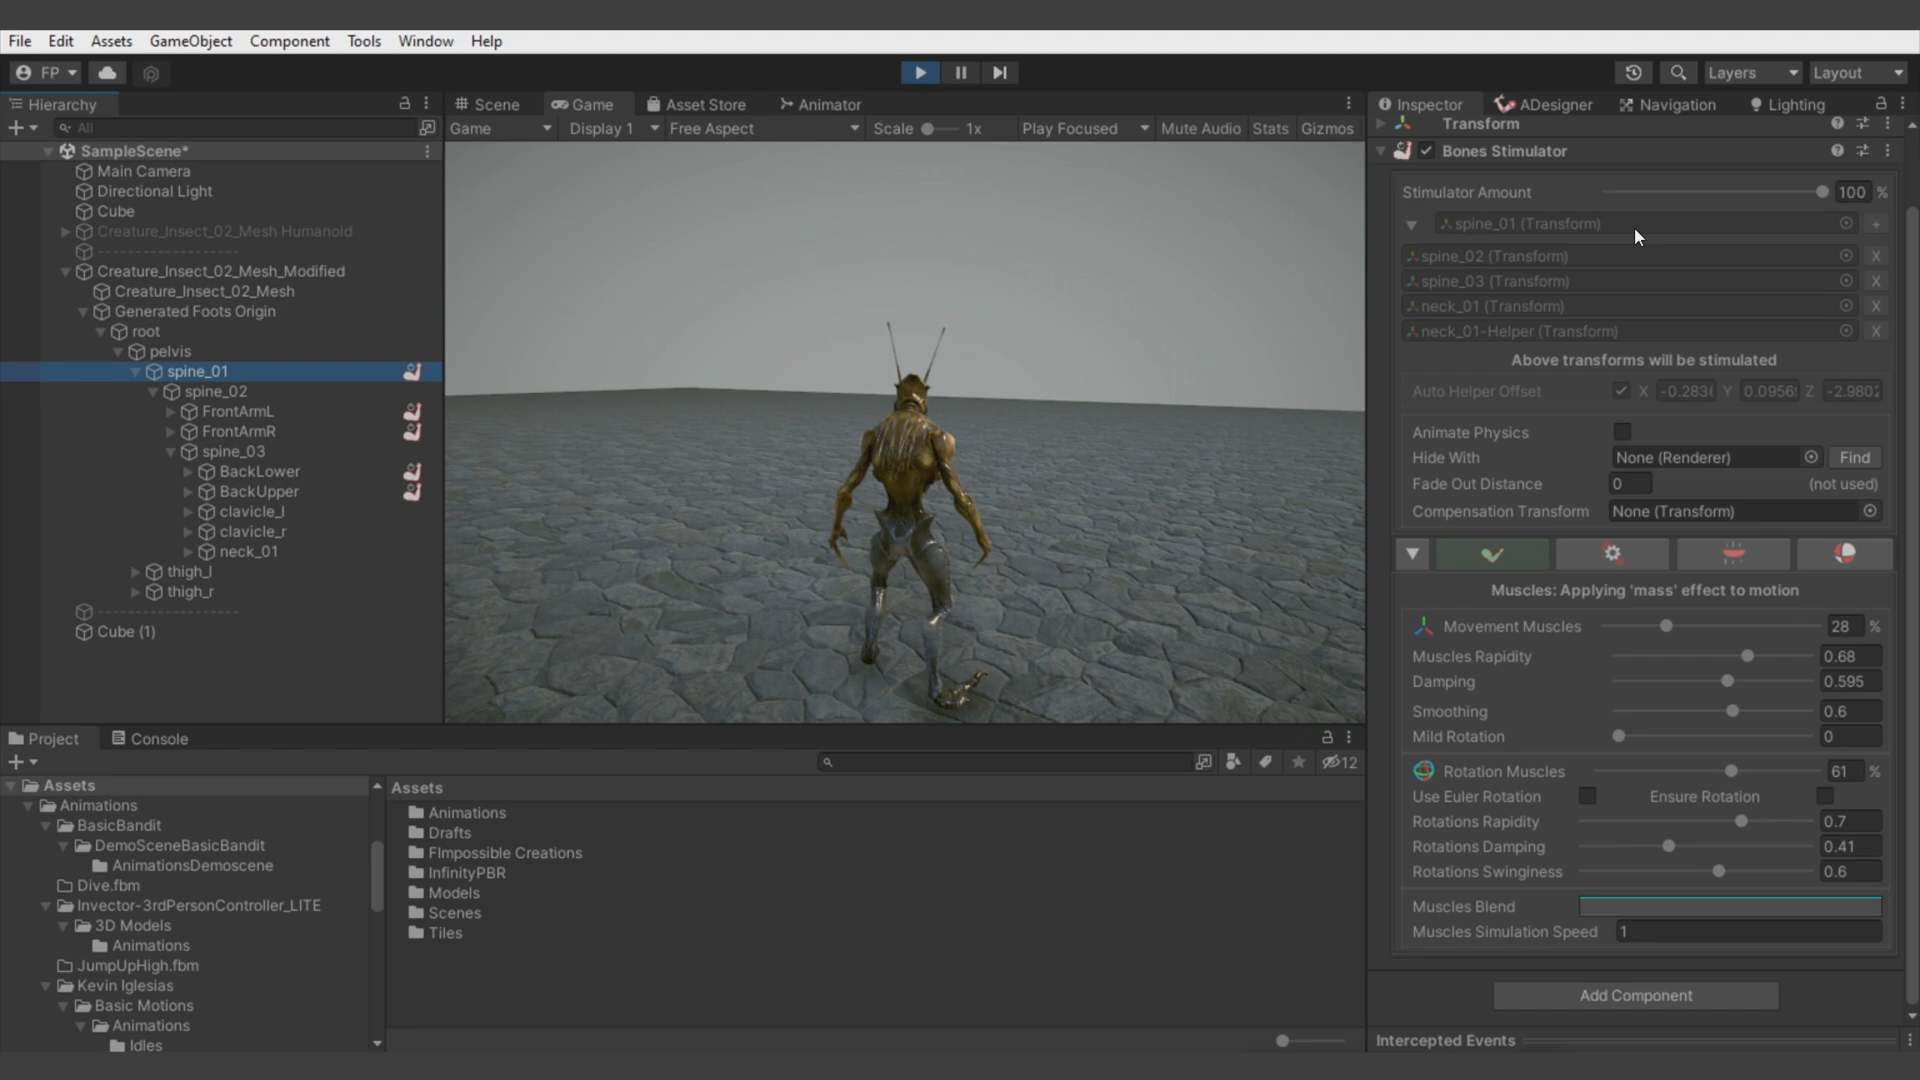 File Edit Assets GameObject Component Tools Window Help
FP
Layers Layout
Hierarchy
All
SampleScene*
Main Camera
Directional Light
Cube
Creature_Insect_02_Mesh Humanoid
--------------------
Creature_Insect_02_Mesh_Modified
Creature_Insect_02_Mesh
Generated Foots Origin
root
pelvis
spine_01
spine_02
FrontArmL
FrontArmR
spine_03
BackLower
BackUpper
clavicle_l
clavicle_r
neck_01
thigh_l
thigh_r
--------------------
Cube (1)
Scene Game Asset Store Animator
Game Display 1 Free Aspect Scale 1x Play Focused Mute Audio Stats Gizmos
Inspector ADesigner Navigation Lighting
Transform
Bones Stimulator
Stimulator Amount 100 %
spine_01 (Transform) +
spine_02 (Transform) X
spine_03 (Transform) X
neck_01 (Transform) X
neck_01-Helper (Transform) X
Above transforms will be stimulated
Auto Helper Offset X -0.283 Y 0.0956 Z -2.980
Animate Physics
Hide With None (Renderer) Find
Fade Out Distance 0 (not used)
Compensation Transform None (Transform)
Muscles: Applying 'mass' effect to motion
Movement Muscles 28 %
Muscles Rapidity 0.68
Damping 0.595
Smoothing 0.6
Mild Rotation 0
Rotation Muscles 61 %
Use Euler Rotation Ensure Rotation
Rotations Rapidity 0.7
Rotations Damping 0.41
Rotations Swinginess 0.6
Muscles Blend
Muscles Simulation Speed 1
Add Component
Intercepted Events
Project Console
12
Assets
Animations
BasicBandit
DemoSceneBasicBandit
AnimationsDemoscene
Dive.fbm
Invector-3rdPersonController_LITE
3D Models
Animations
JumpUpHigh.fbm
Kevin Iglesias
Basic Motions
Animations
Idles
Assets
Animations
Drafts
FImpossible Creations
InfinityPBR
Models
Scenes
Tiles